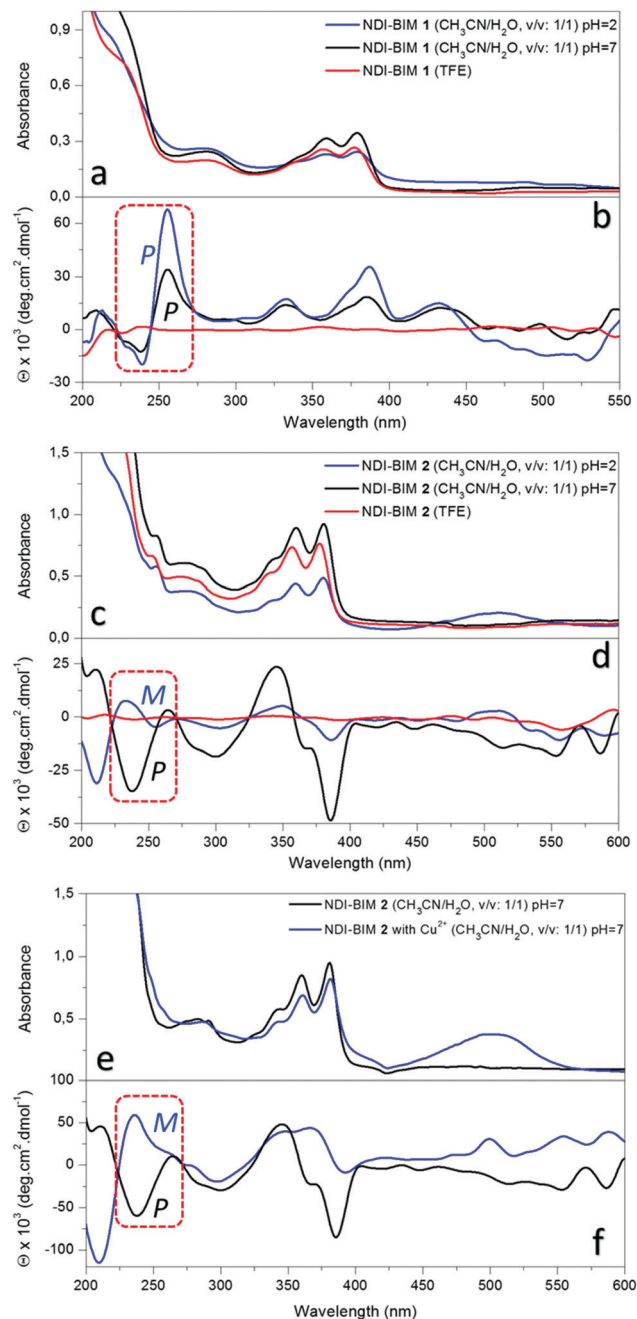 NDI-BIM 1 (CH₃CN/H₂O, v/v: 1/1) pH=2
NDI-BIM 1 (CH₃CN/H₂O, v/v: 1/1) pH=7
NDI-BIM 1 (TFE)
Absorbance
0,9
0,6
0,3
0,0
a
b
Θ x 10³ (deg.cm².dmol⁻¹)
60
30
0
-30
P
P
200 250 300 350 400 450 500 550
Wavelength (nm)
NDI-BIM 2 (CH₃CN/H₂O, v/v: 1/1) pH=2
NDI-BIM 2 (CH₃CN/H₂O, v/v: 1/1) pH=7
NDI-BIM 2 (TFE)
Absorbance
1,5
1,0
0,5
0,0
c
d
Θ x 10³ (deg.cm².dmol⁻¹)
25
0
-25
-50
M
P
200 250 300 350 400 450 500 550 600
Wavelength (nm)
NDI-BIM 2 (CH₃CN/H₂O, v/v: 1/1) pH=7
NDI-BIM 2 with Cu²⁺ (CH₃CN/H₂O, v/v: 1/1) pH=7
Absorbance
1,5
1,0
0,5
e
Θ x 10³ (deg.cm².dmol⁻¹)
100
50
0
-50
-100
M
P
f
200 250 300 350 400 450 500 550 600
Wavelength (nm)